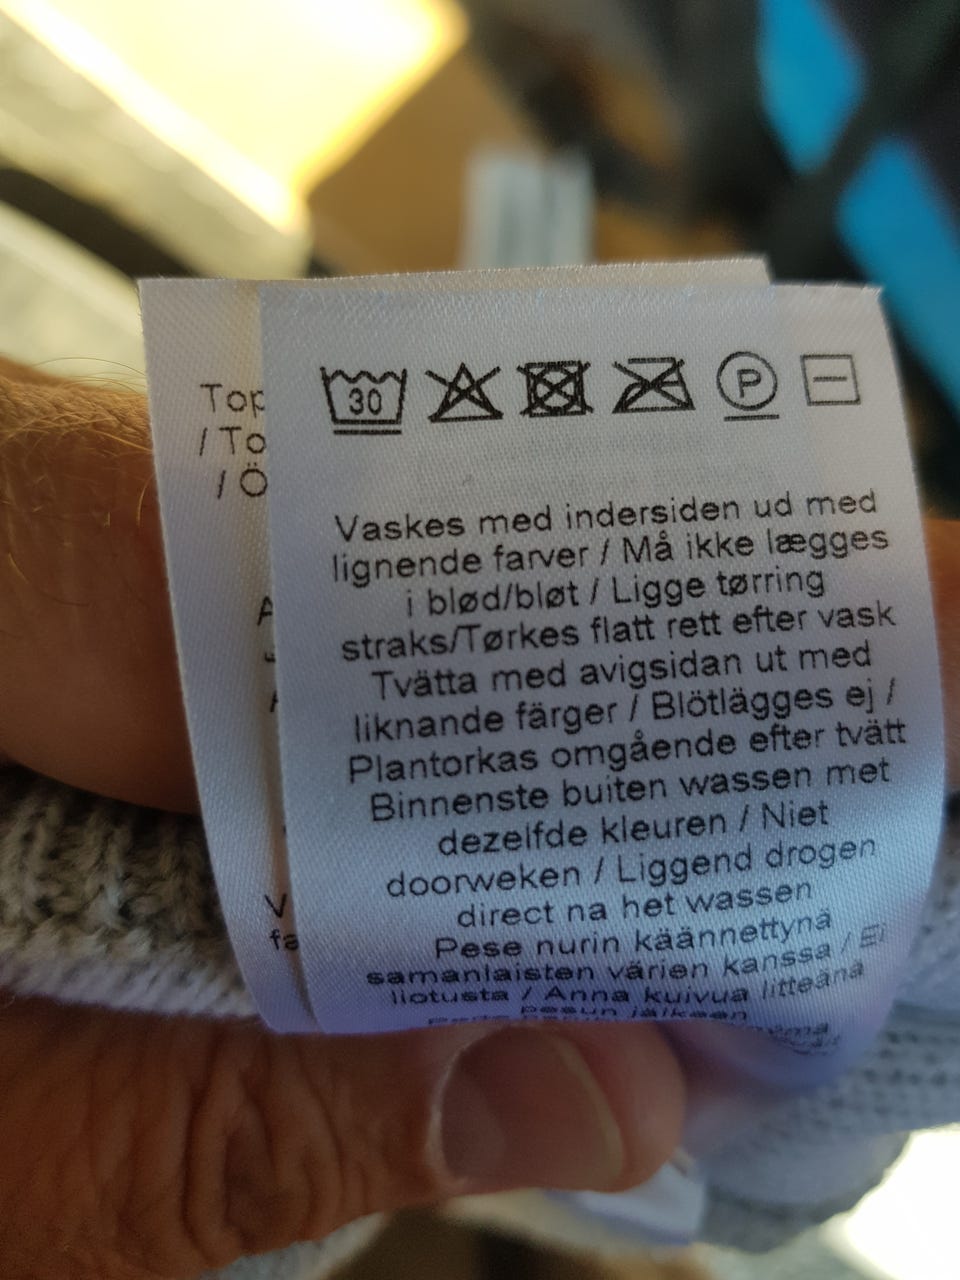 Top
/ To
/ Ö
30
P
Vaskes med indersiden ud med
lignende farver / Må ikke lægges
i blød/bløt / Ligge tørring
straks/Tørkes flatt rett efter vask
Tvätta med avigsidan ut med
liknande färger / Blötlägges ej /
Plantorkas omgående efter tvätt
Binnenste buiten wassen met
dezelfde kleuren / Niet
doorweken / Liggend drogen
direct na het wassen
Pese nurin käännettynä
samanlaisten värien kanssa / Ei
liotusta / Anna kuivua litteänä
pesun jälkeen